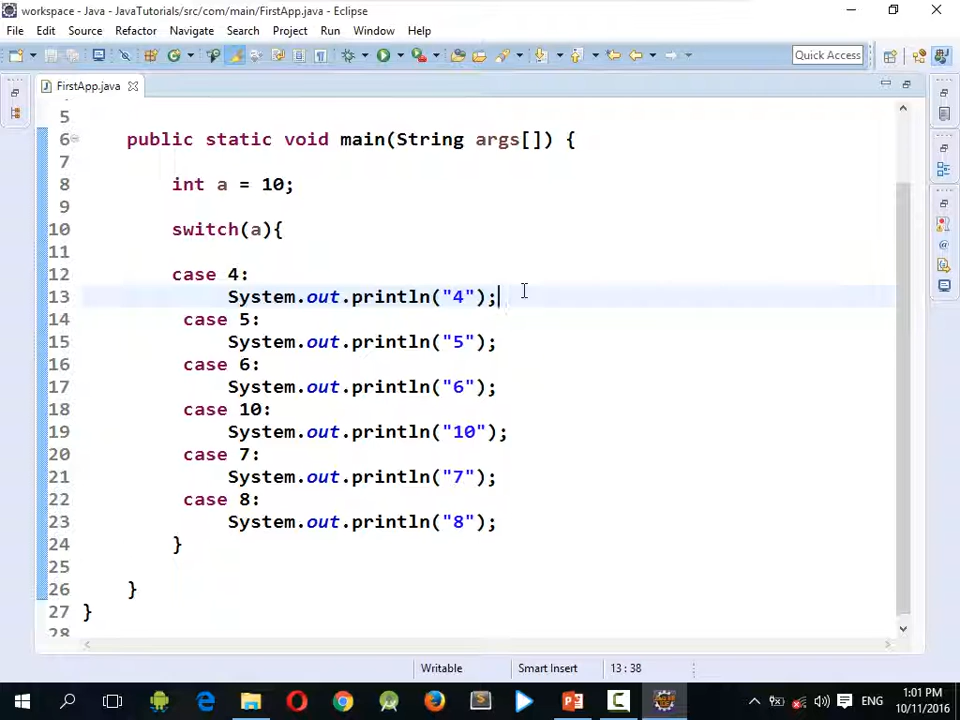 workspace - Java - JavaTutorials/src/com/main/FirstApp.java - Eclipse
File Edit Source Refactor Navigate Search Project Run Window Help
Quick Access
FirstApp.java
5
6 public static void main(String args[]) {
7
8 int a = 10;
9
10 switch(a){
11
12 case 4:
13 System.out.println("4");
14 case 5:
15 System.out.println("5");
16 case 6:
17 System.out.println("6");
18 case 10:
19 System.out.println("10");
20 case 7:
21 System.out.println("7");
22 case 8:
23 System.out.println("8");
24 }
25
26 }
27 }
28
Writable Smart Insert 13 : 38
ENG 1:01 PM
10/11/2016